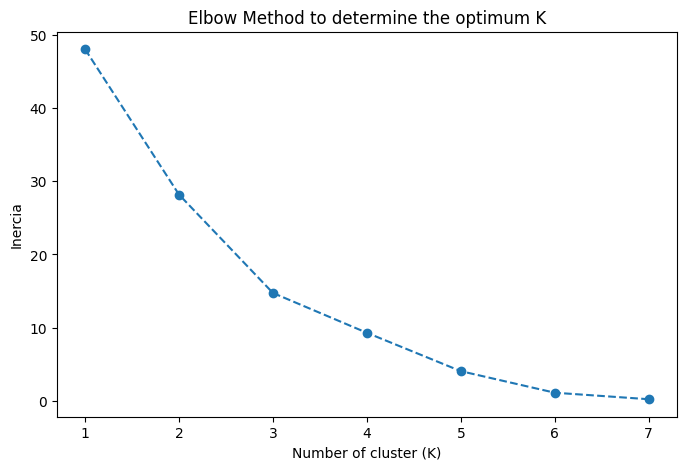 Elbow Method to determine the optimum K
Inercia
50
40
30
20
10
0
1 2 3 4 5 6 7
Number of cluster (K)